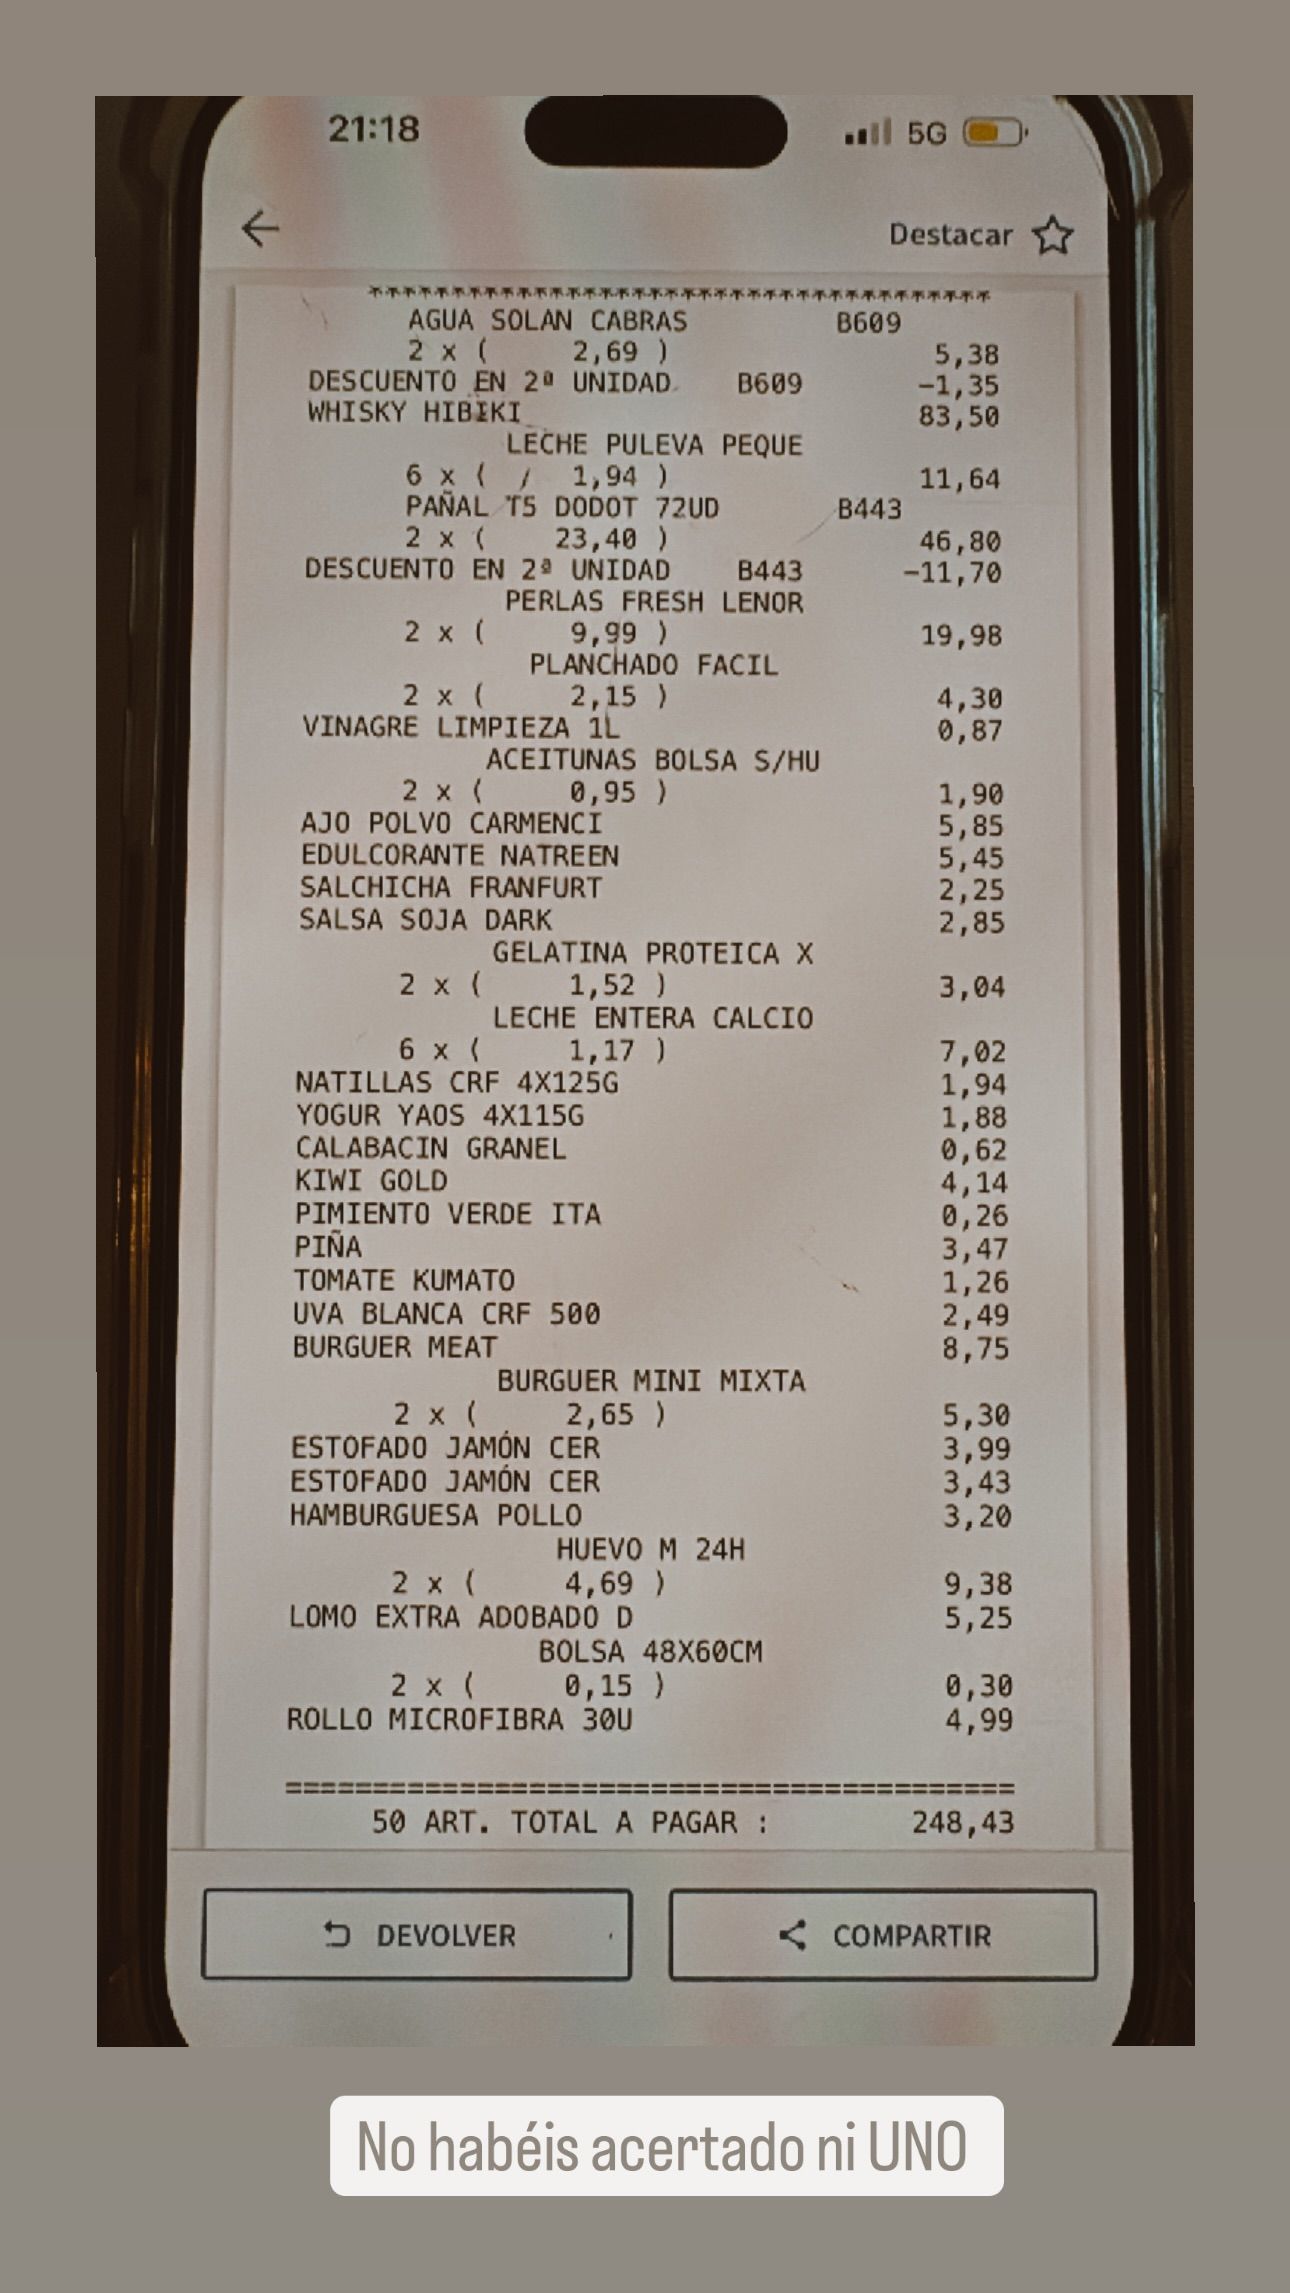 21:18
5G
Destacar
**************************************
AGUA SOLAN CABRAS B609
2 x ( 2,69 ) 5,38
DESCUENTO EN 2ª UNIDAD B609 -1,35
WHISKY HIBIKI 83,50
LECHE PULEVA PEQUE
6 x ( 1,94 ) 11,64
PAÑAL T5 DODOT 72UD B443
2 x ( 23,40 ) 46,80
DESCUENTO EN 2ª UNIDAD B443 -11,70
PERLAS FRESH LENOR
2 x ( 9,99 ) 19,98
PLANCHADO FACIL
2 x ( 2,15 ) 4,30
VINAGRE LIMPIEZA 1L 0,87
ACEITUNAS BOLSA S/HU
2 x ( 0,95 ) 1,90
AJO POLVO CARMENCI 5,85
EDULCORANTE NATREEN 5,45
SALCHICHA FRANFURT 2,25
SALSA SOJA DARK 2,85
GELATINA PROTEICA X
2 x ( 1,52 ) 3,04
LECHE ENTERA CALCIO
6 x ( 1,17 ) 7,02
NATILLAS CRF 4X125G 1,94
YOGUR YAOS 4X115G 1,88
CALABACIN GRANEL 0,62
KIWI GOLD 4,14
PIMIENTO VERDE ITA 0,26
PIÑA 3,47
TOMATE KUMATO 1,26
UVA BLANCA CRF 500 2,49
BURGUER MEAT 8,75
BURGUER MINI MIXTA
2 x ( 2,65 ) 5,30
ESTOFADO JAMÓN CER 3,99
ESTOFADO JAMÓN CER 3,43
HAMBURGUESA POLLO 3,20
HUEVO M 24H
2 x ( 4,69 ) 9,38
LOMO EXTRA ADOBADO D 5,25
BOLSA 48X60CM
2 x ( 0,15 ) 0,30
ROLLO MICROFIBRA 30U 4,99
==========================================
50 ART. TOTAL A PAGAR : 248,43
DEVOLVER
COMPARTIR
No habéis acertado ni UNO